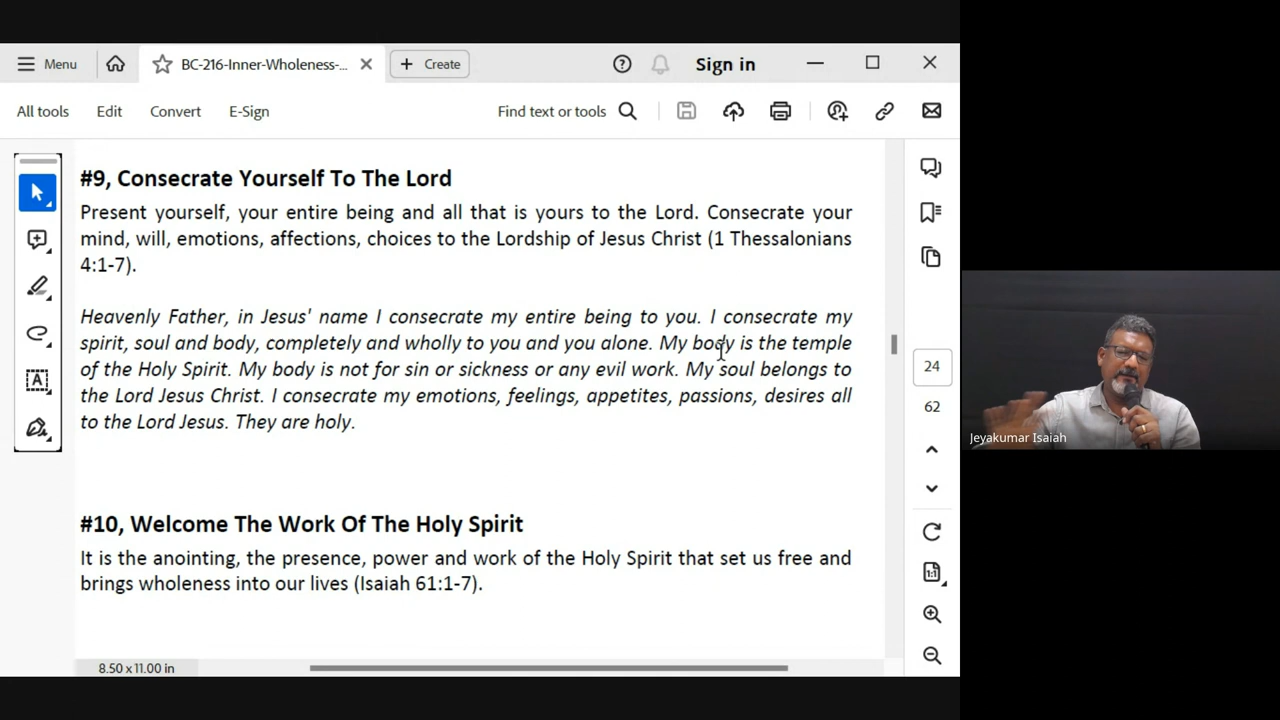 Menu
BC-216-Inner-Wholeness-...
Create
Sign in
All tools
Edit
Convert
E-Sign
Find text or tools
#9, Consecrate Yourself To The Lord
Present yourself, your entire being and all that is yours to the Lord. Consecrate your
mind, will, emotions, affections, choices to the Lordship of Jesus Christ (1 Thessalonians
4:1-7).
Heavenly Father, in Jesus' name I consecrate my entire being to you. I consecrate my
spirit, soul and body, completely and wholly to you and you alone. My body is the temple
of the Holy Spirit. My body is not for sin or sickness or any evil work. My soul belongs to
the Lord Jesus Christ. I consecrate my emotions, feelings, appetites, passions, desires all
to the Lord Jesus. They are holy.
#10, Welcome The Work Of The Holy Spirit
It is the anointing, the presence, power and work of the Holy Spirit that set us free and
brings wholeness into our lives (Isaiah 61:1-7).
8.50 x 11.00 in
24
62
1:1
Jeyakumar Isaiah